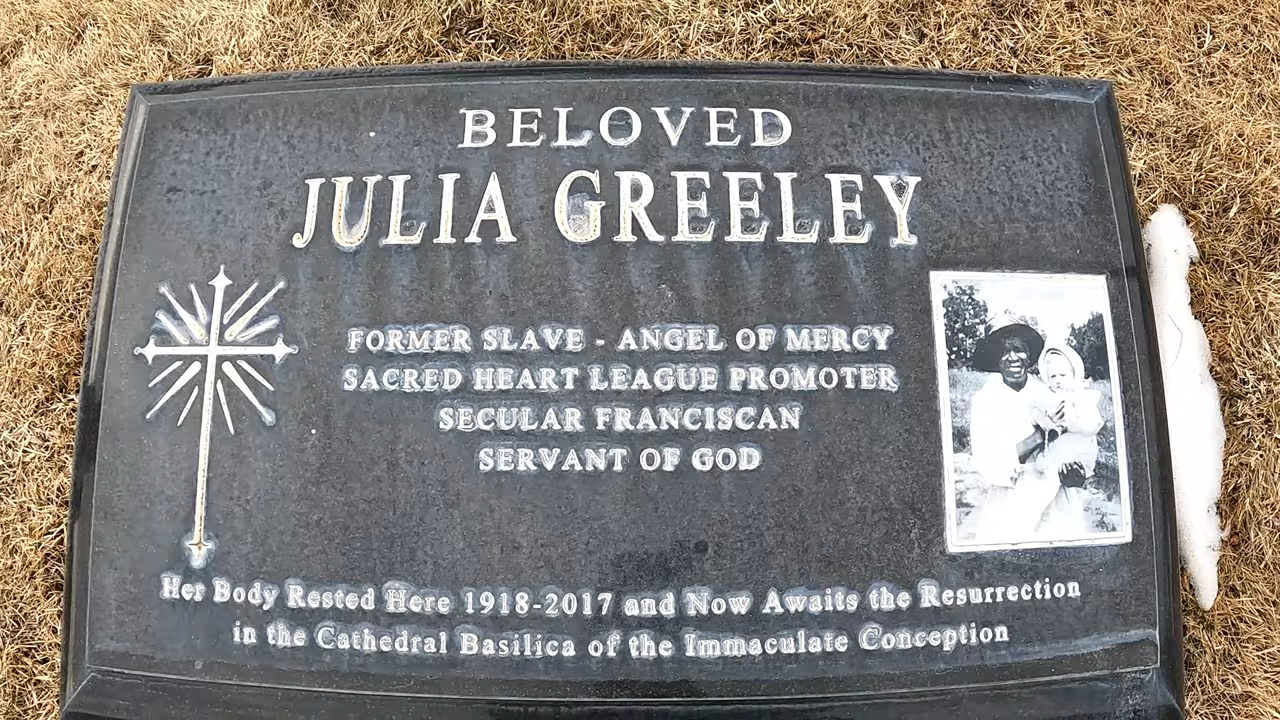 BELOVED
JULIA GREELEY
FORMER SLAVE - ANGEL OF MERCY
SACRED HEART LEAGUE PROMOTER
SECULAR FRANCISCAN
SERVANT OF GOD
Her Body Rested Here 1918-2017 and Now Awaits the Resurrection
in the Cathedral Basilica of the Immaculate Conception